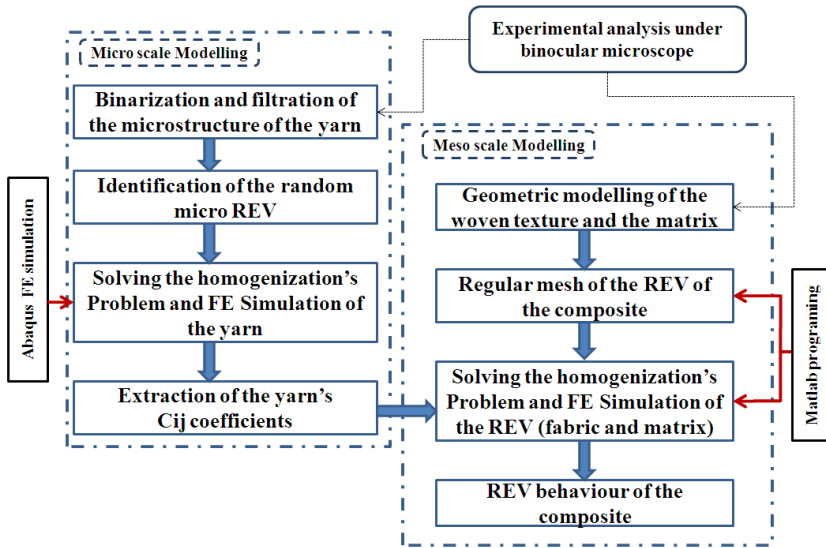 Experimental analysis under
binocular microscope
Micro scale Modelling
Binarization and filtration of
the microstructure of the yarn
Identification of the random
micro REV
Solving the homogenization's
Problem and FE Simulation of
the yarn
Extraction of the yarn's
Cij coefficients
Abaqus FE simulation
Meso scale Modelling
Geometric modelling of the
woven texture and the matrix
Regular mesh of the REV of
the composite
Solving the homogenization's
Problem and FE Simulation of
the REV (fabric and matrix)
REV behaviour of the
composite
Matlab programing